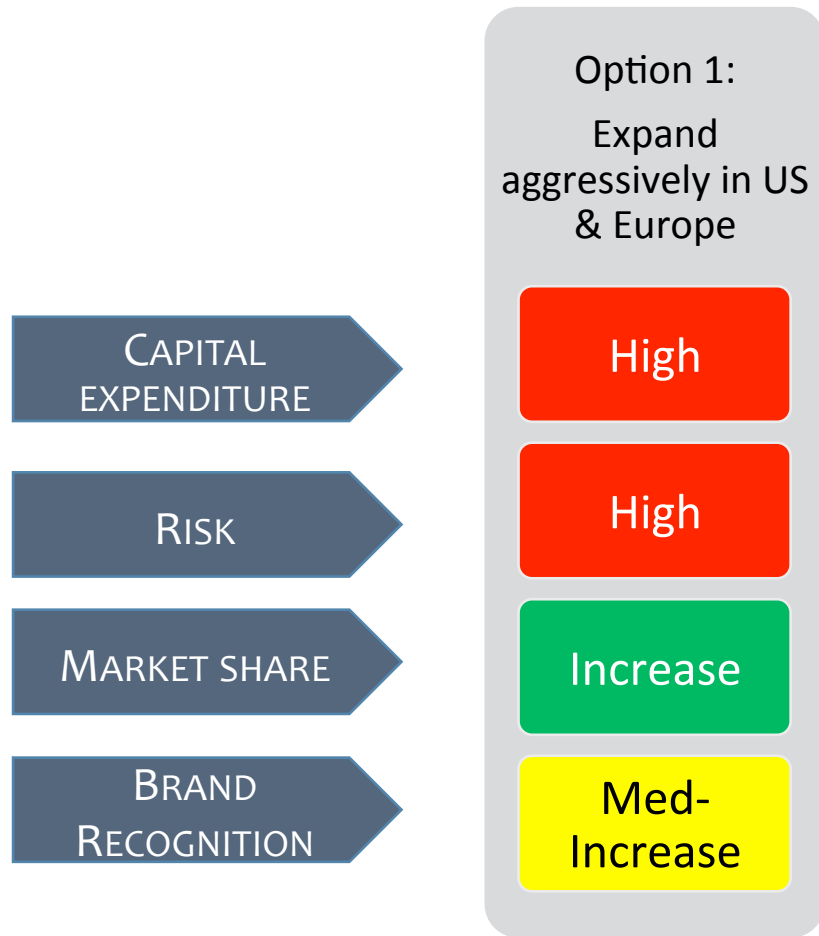 Option 1:
Expand
aggressively in US
& Europe
CAPITAL
EXPENDITURE
High
RISK
High
MARKET SHARE
Increase
BRAND
RECOGNITION
Med-
Increase